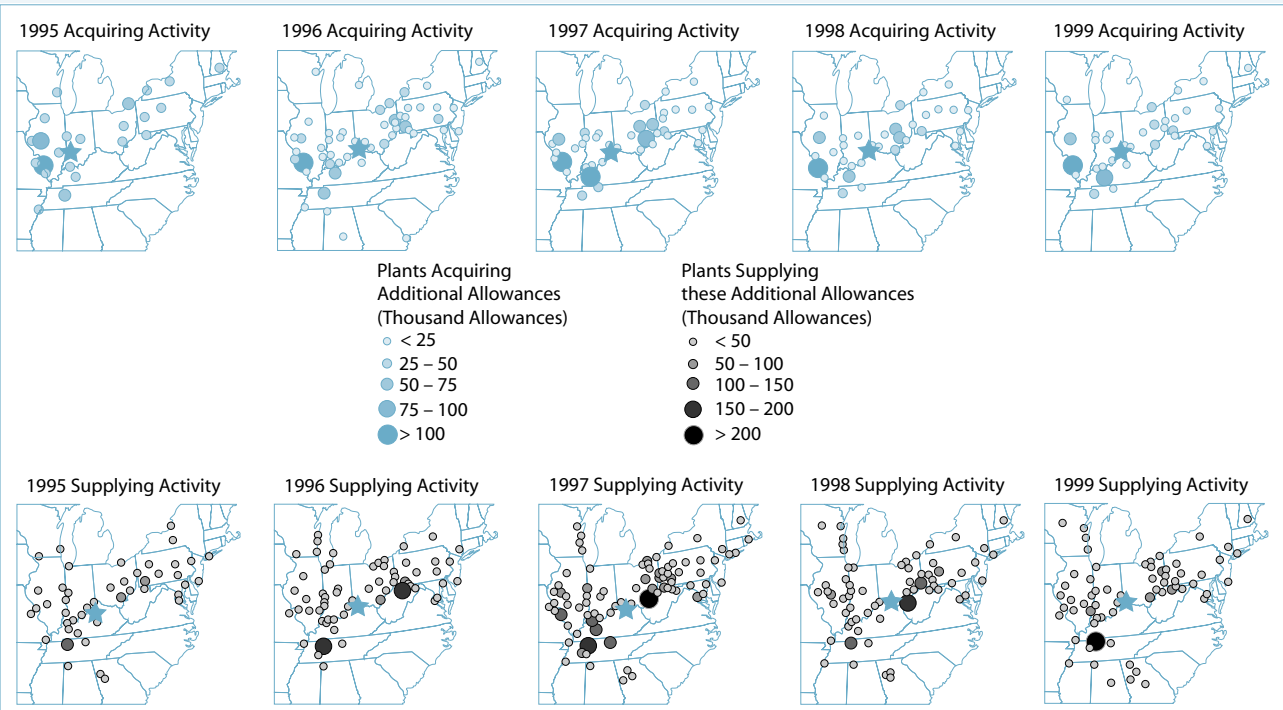 1995 Acquiring Activity
1996 Acquiring Activity
1997 Acquiring Activity
1998 Acquiring Activity
1999 Acquiring Activity
Plants Acquiring
Additional Allowances
(Thousand Allowances)
< 25
25 – 50
50 – 75
75 – 100
> 100
Plants Supplying
these Additional Allowances
(Thousand Allowances)
< 50
50 – 100
100 – 150
150 – 200
> 200
1995 Supplying Activity
1996 Supplying Activity
1997 Supplying Activity
1998 Supplying Activity
1999 Supplying Activity